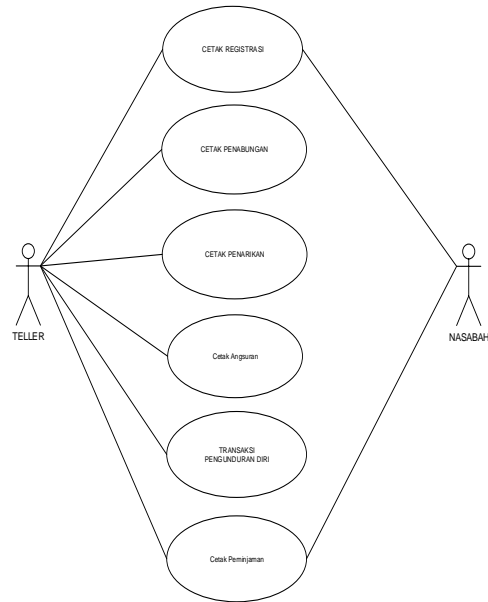 CETAK REGISTRASI
CETAK PENABUNGAN
CETAK PENARIKAN
TELLER
NASABAH
Cetak Angsuran
TRANSAKSI
PENGUNDURAN DIRI
Cetak Peminjaman